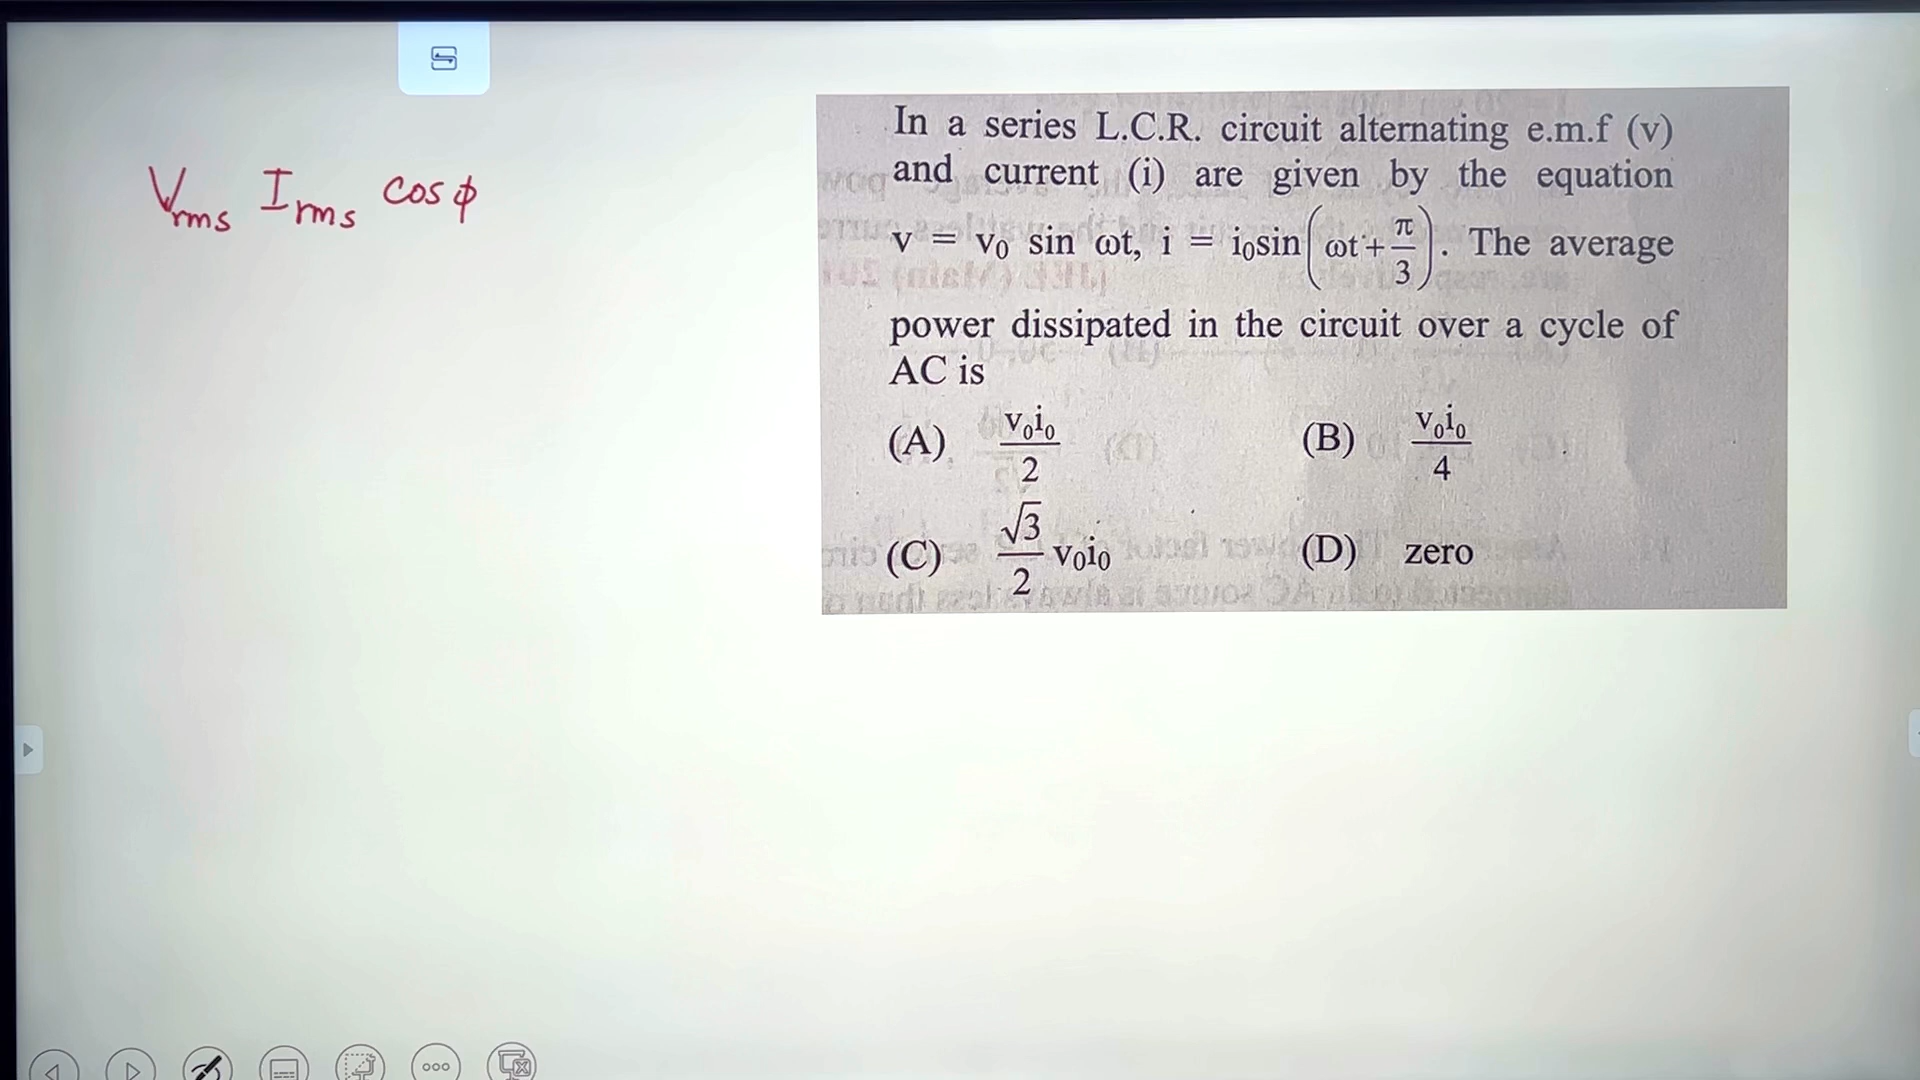 Vrms Irms cos ϕ
In a series L.C.R. circuit alternating e.m.f (v)
and current (i) are given by the equation
v = v₀ sin ωt, i = i₀sin(ωt + π/3). The average
power dissipated in the circuit over a cycle of
AC is
(A) v₀i₀/2 (B) v₀i₀/4
(C) √3/2 v₀i₀ (D) zero